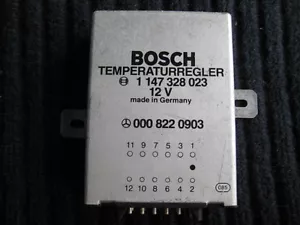 BOSCH
TEMPERATURREGLER
1 147 328 023
12 V
made in Germany
000 822 0903
11 9 7 5 3 1
12 10 8 6 4 2
085